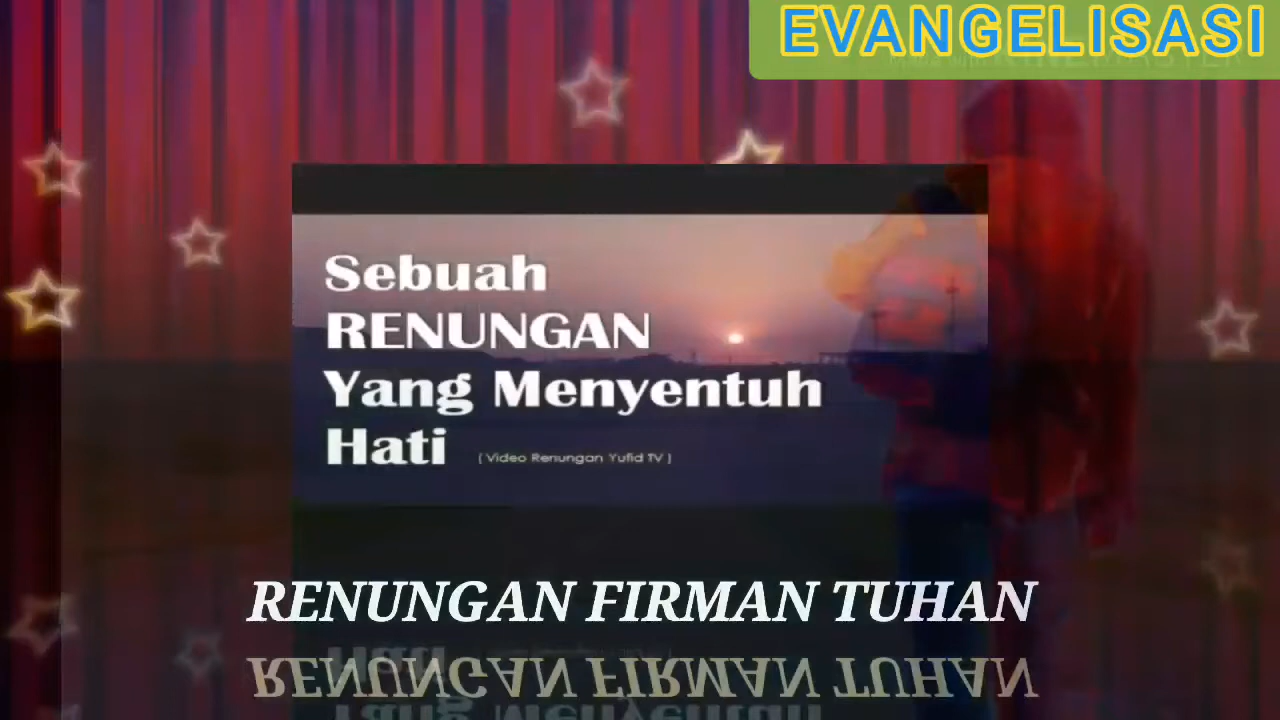 EVANGELISASI
Sebuah
RENUNGAN
Yang Menyentuh
Hati (Video Renungan Yufid TV)
RENUNGAN FIRMAN TUHAN